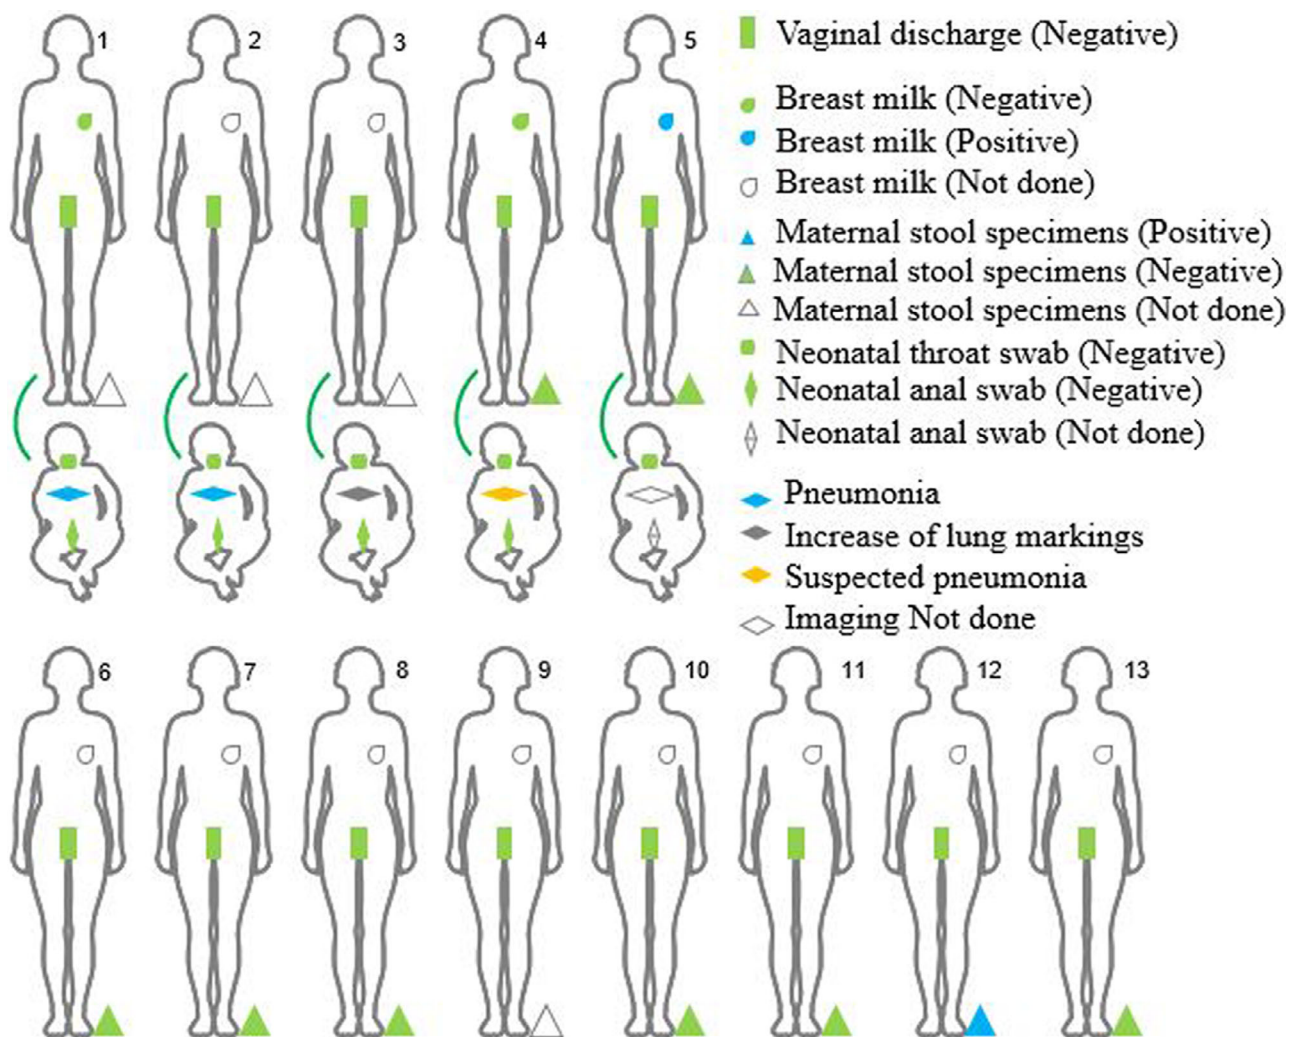 1 2 3 4 5
Vaginal discharge (Negative)
Breast milk (Negative)
Breast milk (Positive)
Breast milk (Not done)
Maternal stool specimens (Positive)
Maternal stool specimens (Negative)
Maternal stool specimens (Not done)
Neonatal throat swab (Negative)
Neonatal anal swab (Negative)
Neonatal anal swab (Not done)
Pneumonia
Increase of lung markings
Suspected pneumonia
Imaging Not done
6 7 8 9 10 11 12 13